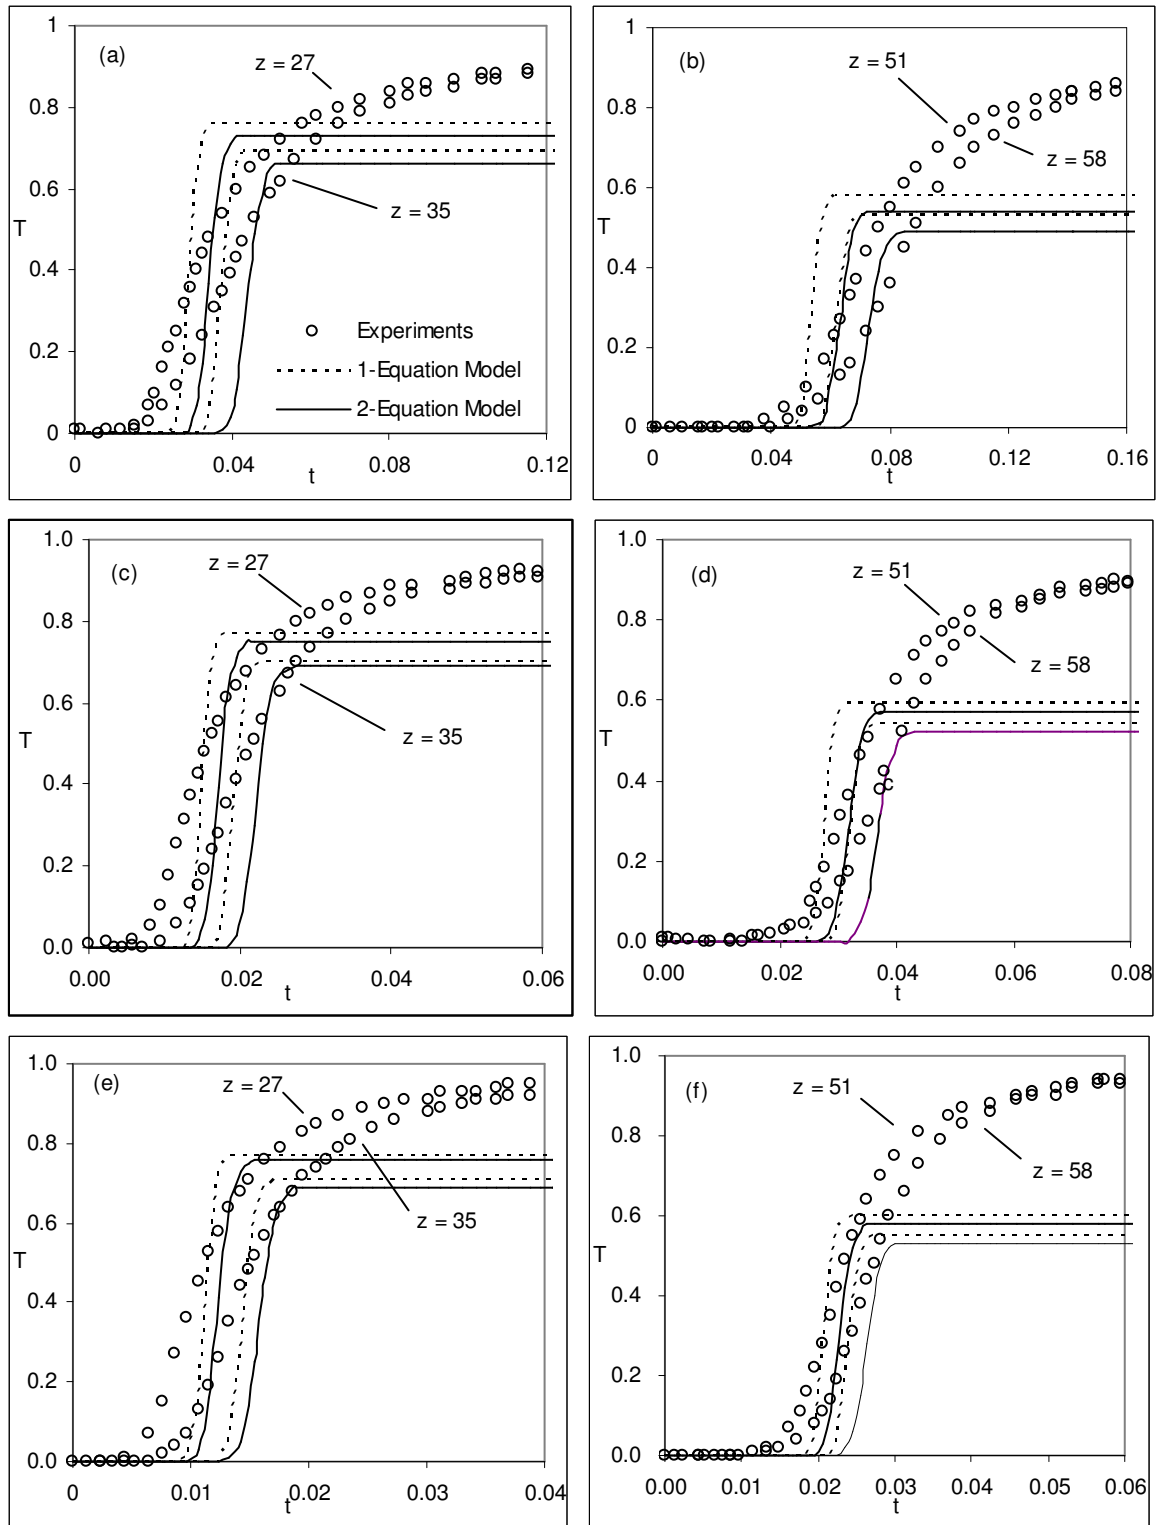 (a)
z = 27
z = 35
Experiments
1-Equation Model
2-Equation Model
T
1
0.8
0.6
0.4
0.2
0
0 0.04 0.08 0.12
t
(b)
z = 51
z = 58
T
1
0.8
0.6
0.4
0.2
0
0 0.04 0.08 0.12 0.16
t
(c)
z = 27
z = 35
T
1.0
0.8
0.6
0.4
0.2
0.0
0.00 0.02 0.04 0.06
t
(d)
z = 51
z = 58
T
1.0
0.8
0.6
0.4
0.2
0.0
0.00 0.02 0.04 0.06 0.08
t
(e)
z = 27
z = 35
T
1.0
0.8
0.6
0.4
0.2
0.0
0 0.01 0.02 0.03 0.04
t
(f)
z = 51
z = 58
T
1.0
0.8
0.6
0.4
0.2
0.0
0.00 0.01 0.02 0.03 0.04 0.05 0.06
t